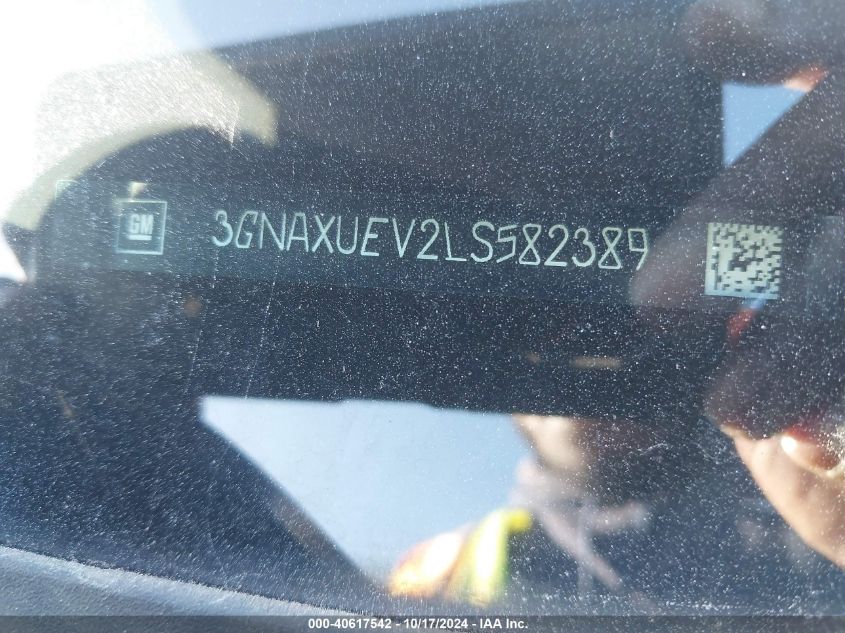 GM 3GNAXUEV2LS582389
000-40617542 - 10/17/2024 - IAA Inc.